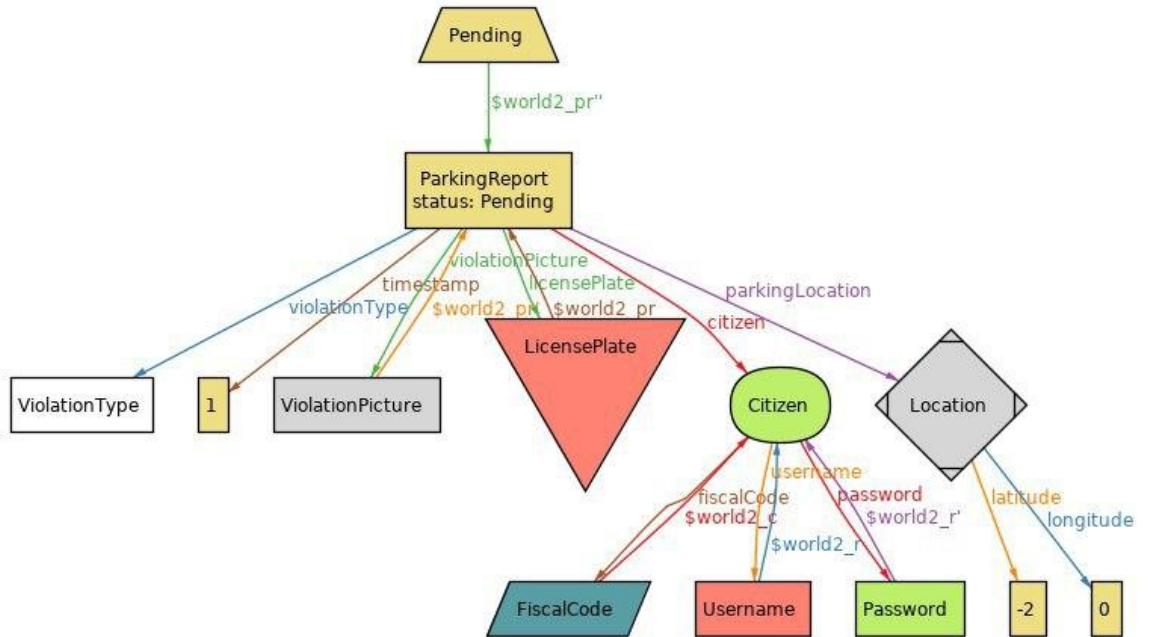 Pending
$world2_pr''
ParkingReport
status: Pending
violationPicture
timestamp
licensePlate
parkingLocation
violationType
$world2_pr
citizen
LicensePlate
ViolationType
1
ViolationPicture
Citizen
Location
username
fiscalCode
password
latitude
$world2_c
$world2_r'
longitude
$world2_r
FiscalCode
Username
Password
-2
0